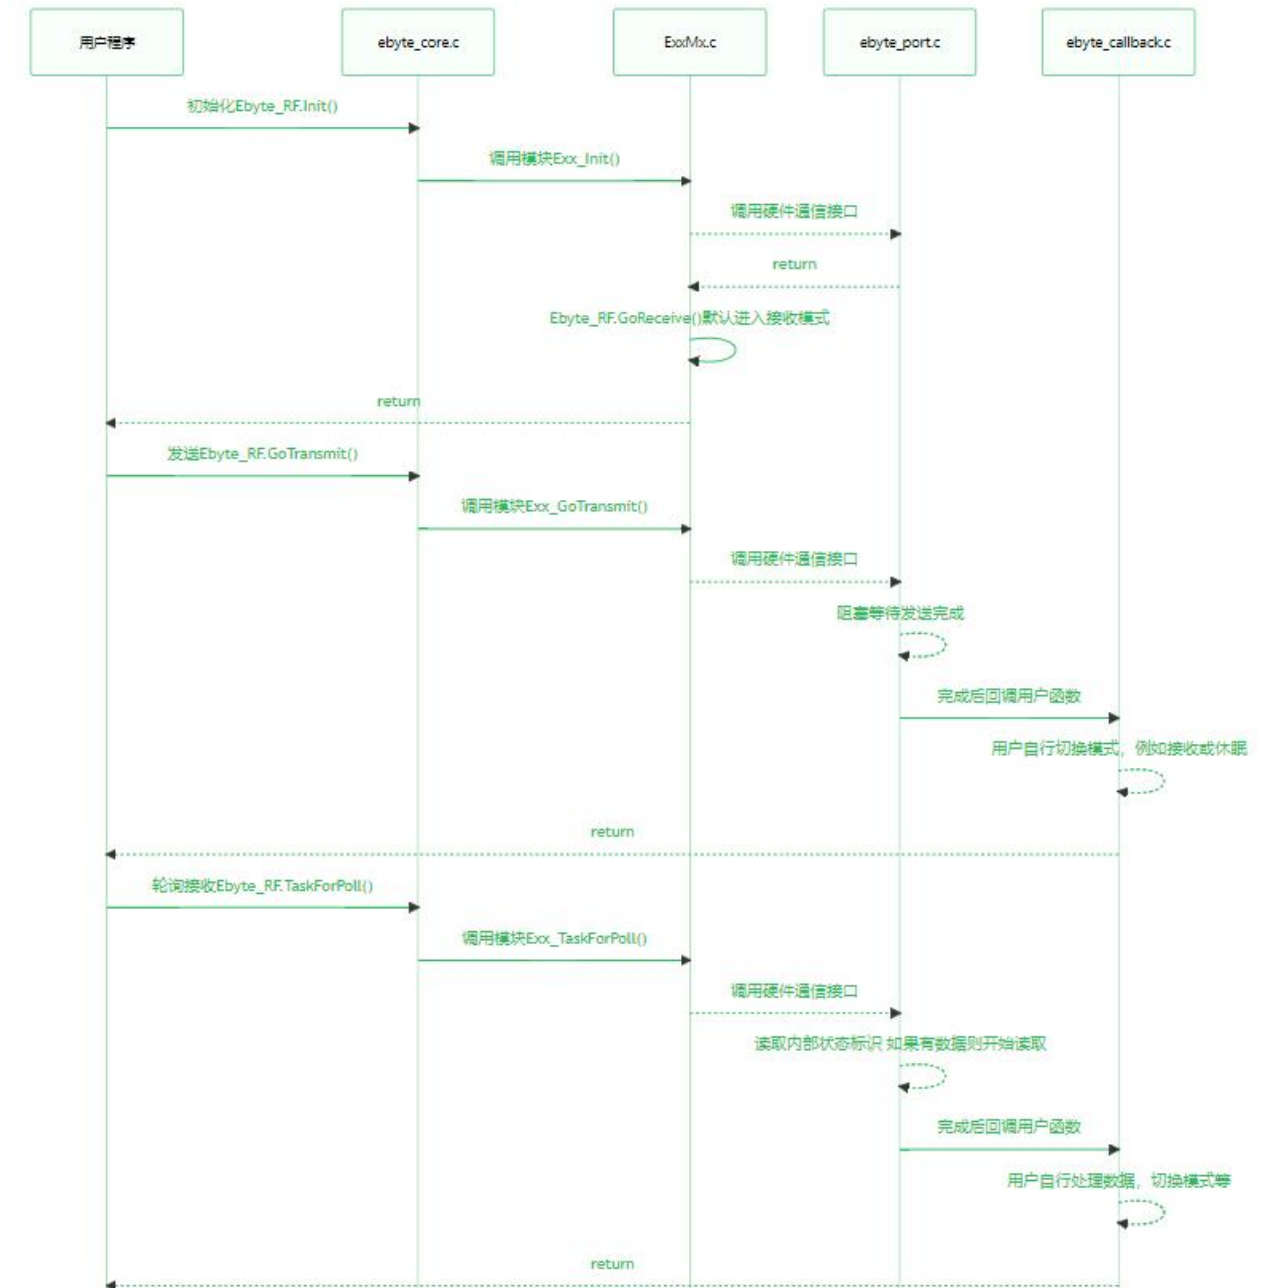 用户程序
ebyte_core.c
ExxMx.c
ebyte_port.c
ebyte_callback.c
初始化Ebyte_RF.Init()
调用模块Exx_Init()
调用硬件通信接口
return
Ebyte_RF.GoReceive()默认进入接收模式
return
发送Ebyte_RF.GoTransmit()
调用模块Exx_GoTransmit()
调用硬件通信接口
阻塞等待发送完成
完成后回调用户函数
用户自行切换模式，例如接收或休眠
return
轮询接收Ebyte_RF.TaskForPoll()
调用模块Exx_TaskForPoll()
调用硬件通信接口
读取内部状态标识 如果有数据则开始读取
完成后回调用户函数
用户自行处理数据，切换模式等
return